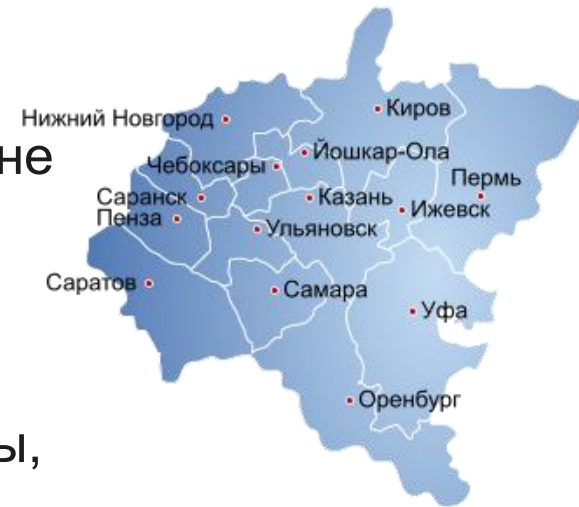 Нижний Новгород
Киров
не
Чебоксары
Йошкар-Ола
Пермь
Саранск
Казань
Ижевск
Пенза
Ульяновск
Саратов
Самара
Уфа
Оренбург
ы,